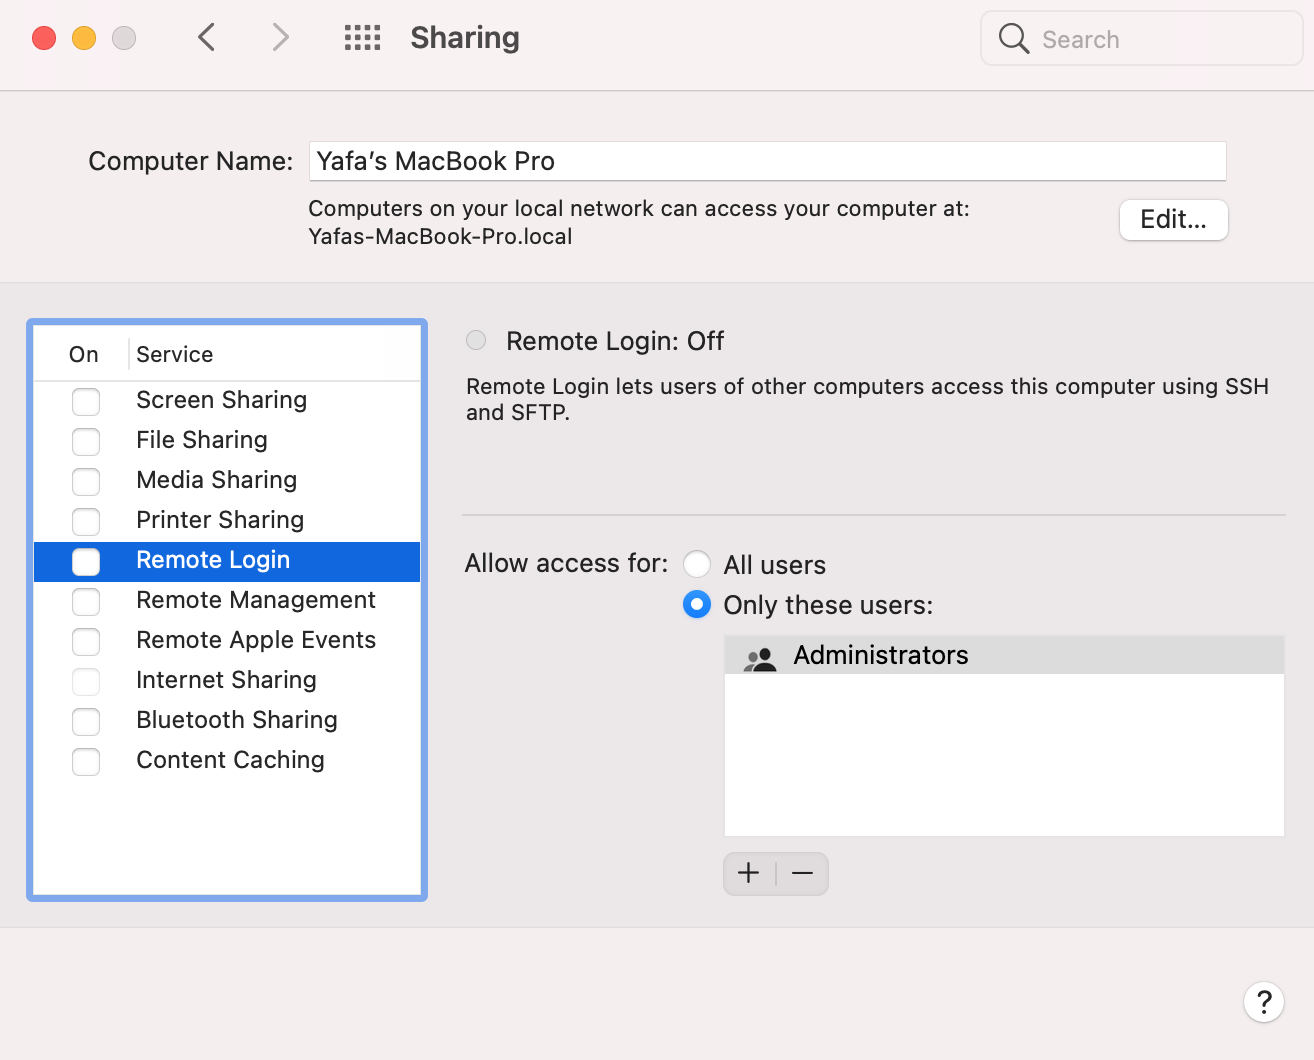 Sharing
Search
Computer Name:
Yafa’s MacBook Pro
Computers on your local network can access your computer at:
Yafas-MacBook-Pro.local
Edit...
On
Service
Screen Sharing
File Sharing
Media Sharing
Printer Sharing
Remote Login
Remote Management
Remote Apple Events
Internet Sharing
Bluetooth Sharing
Content Caching
Remote Login: Off
Remote Login lets users of other computers access this computer using SSH
and SFTP.
Allow access for:
All users
Only these users:
Administrators
+
−
?